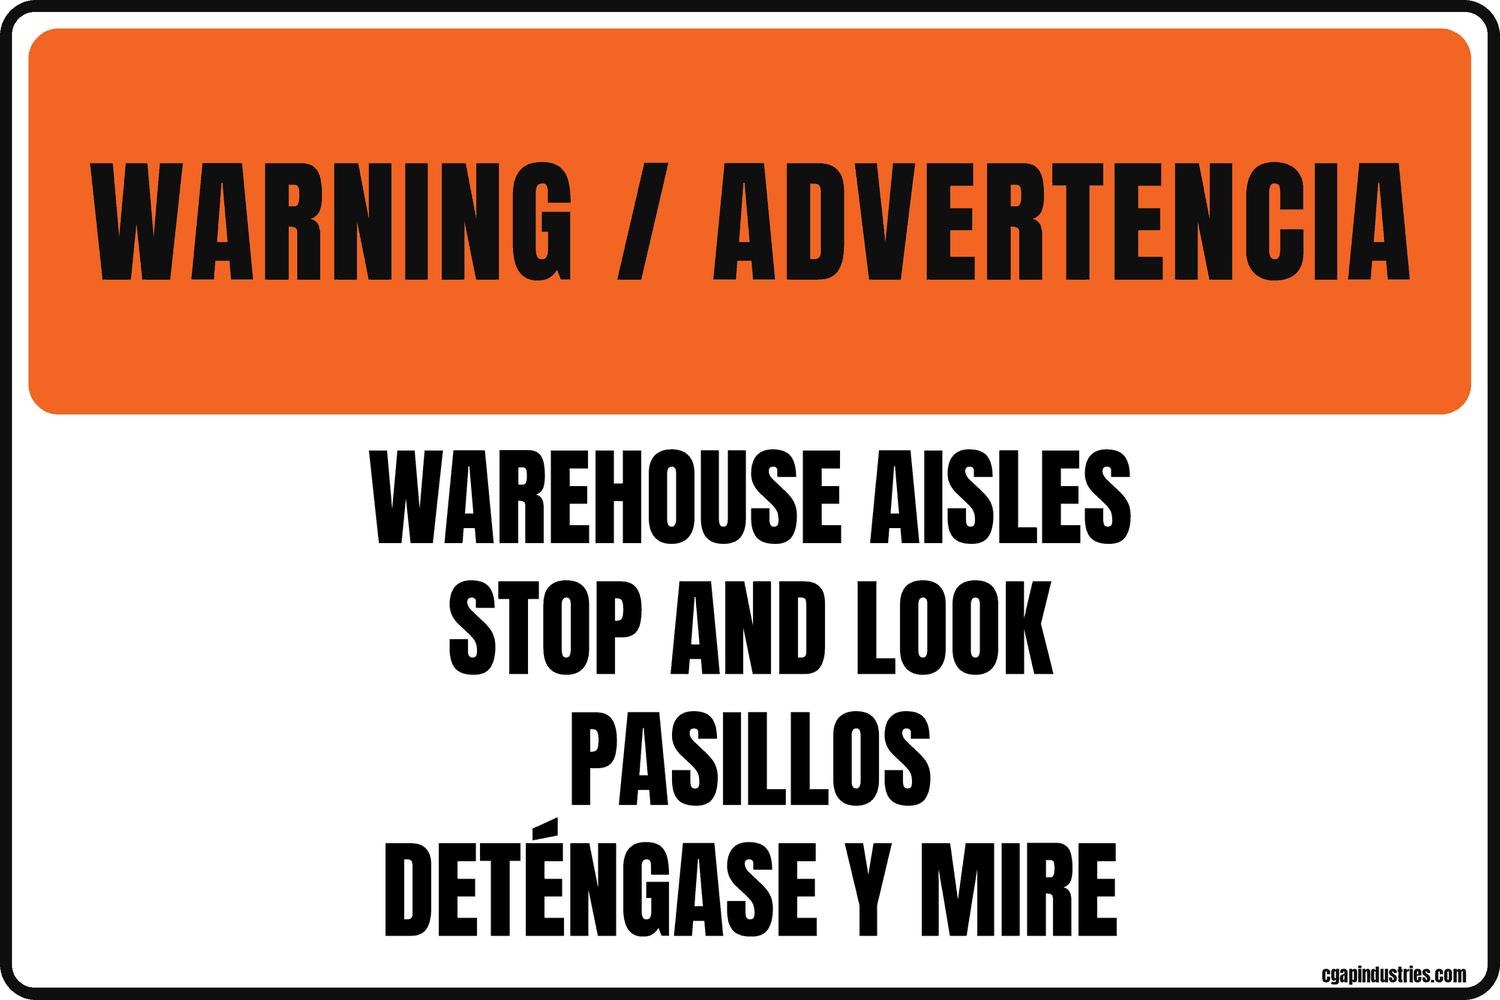 WARNING / ADVERTENCIA
WAREHOUSE AISLES
STOP AND LOOK
PASILLOS
DETÉNGASE Y MIRE
cgapindustries.com